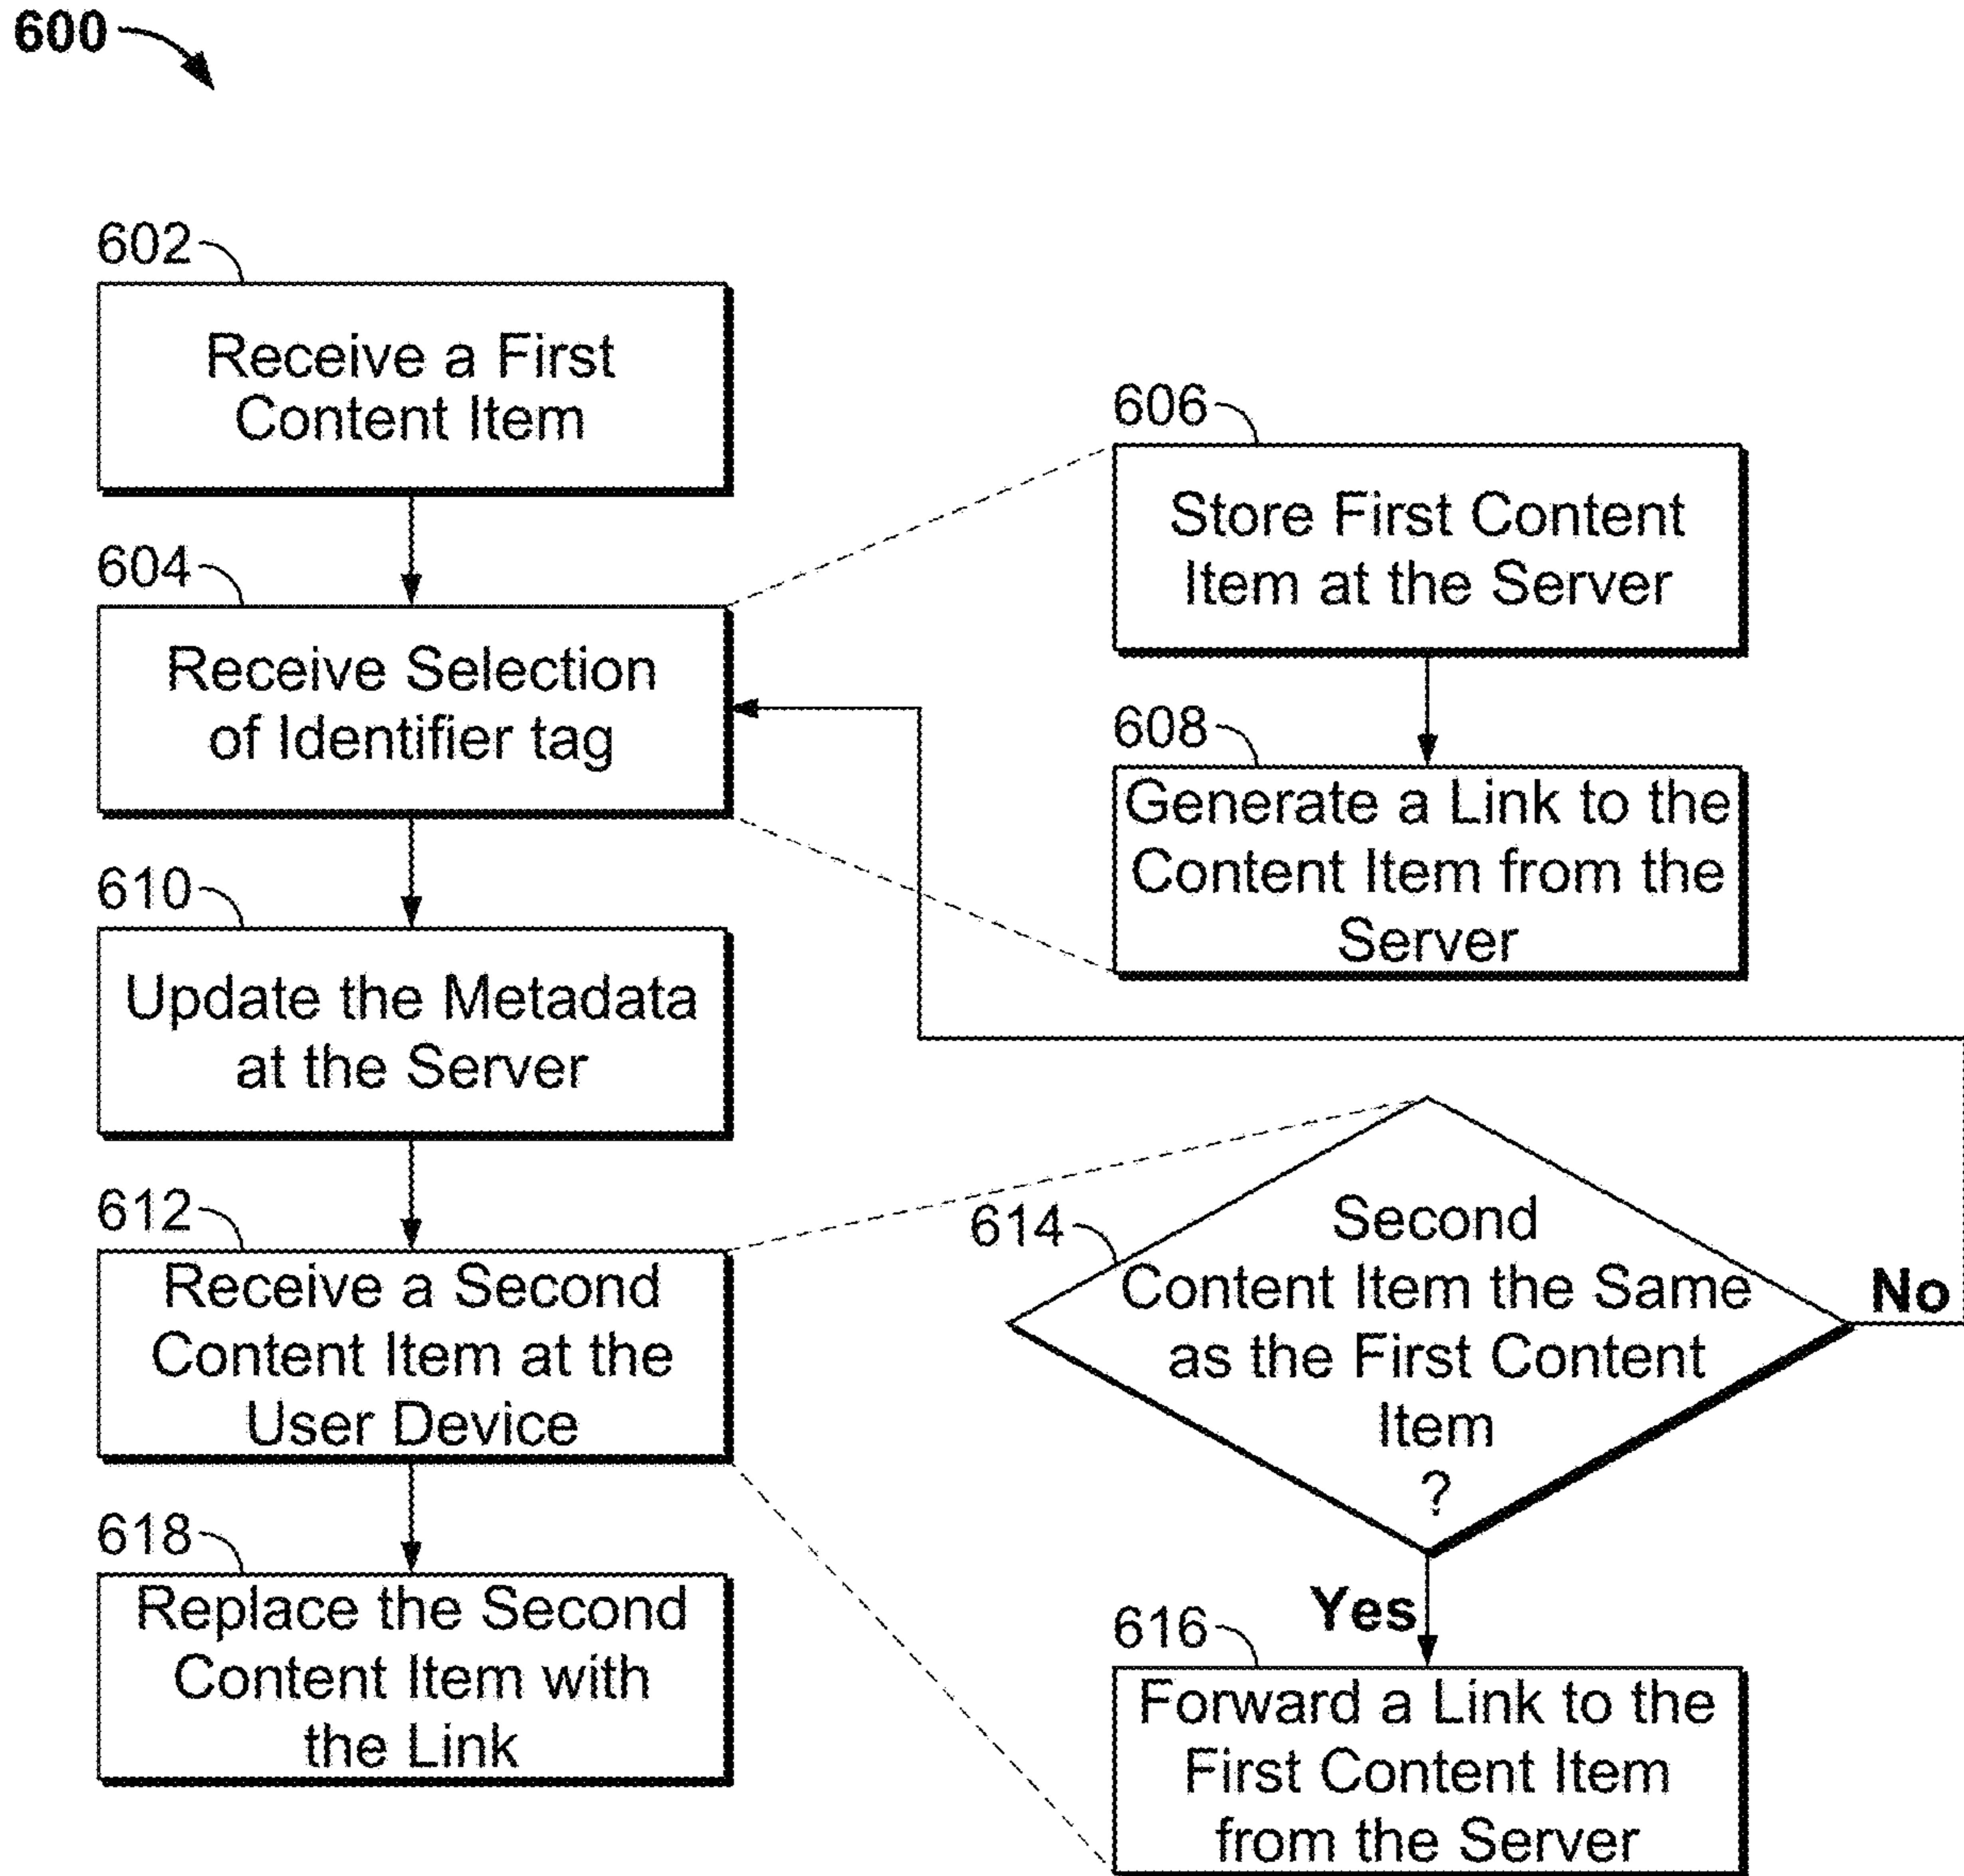 600
602
Receive a First
Content Item
604
Receive Selection
of Identifier tag
606
Store First Content
Item at the Server
608
Generate a Link to the
Content Item from the
Server
610
Update the Metadata
at the Server
612
Receive a Second
Content Item at the
User Device
614
Second
Content Item the Same
as the First Content
Item
?
No
Yes
616
Forward a Link to the
First Content Item
from the Server
618
Replace the Second
Content Item with
the Link